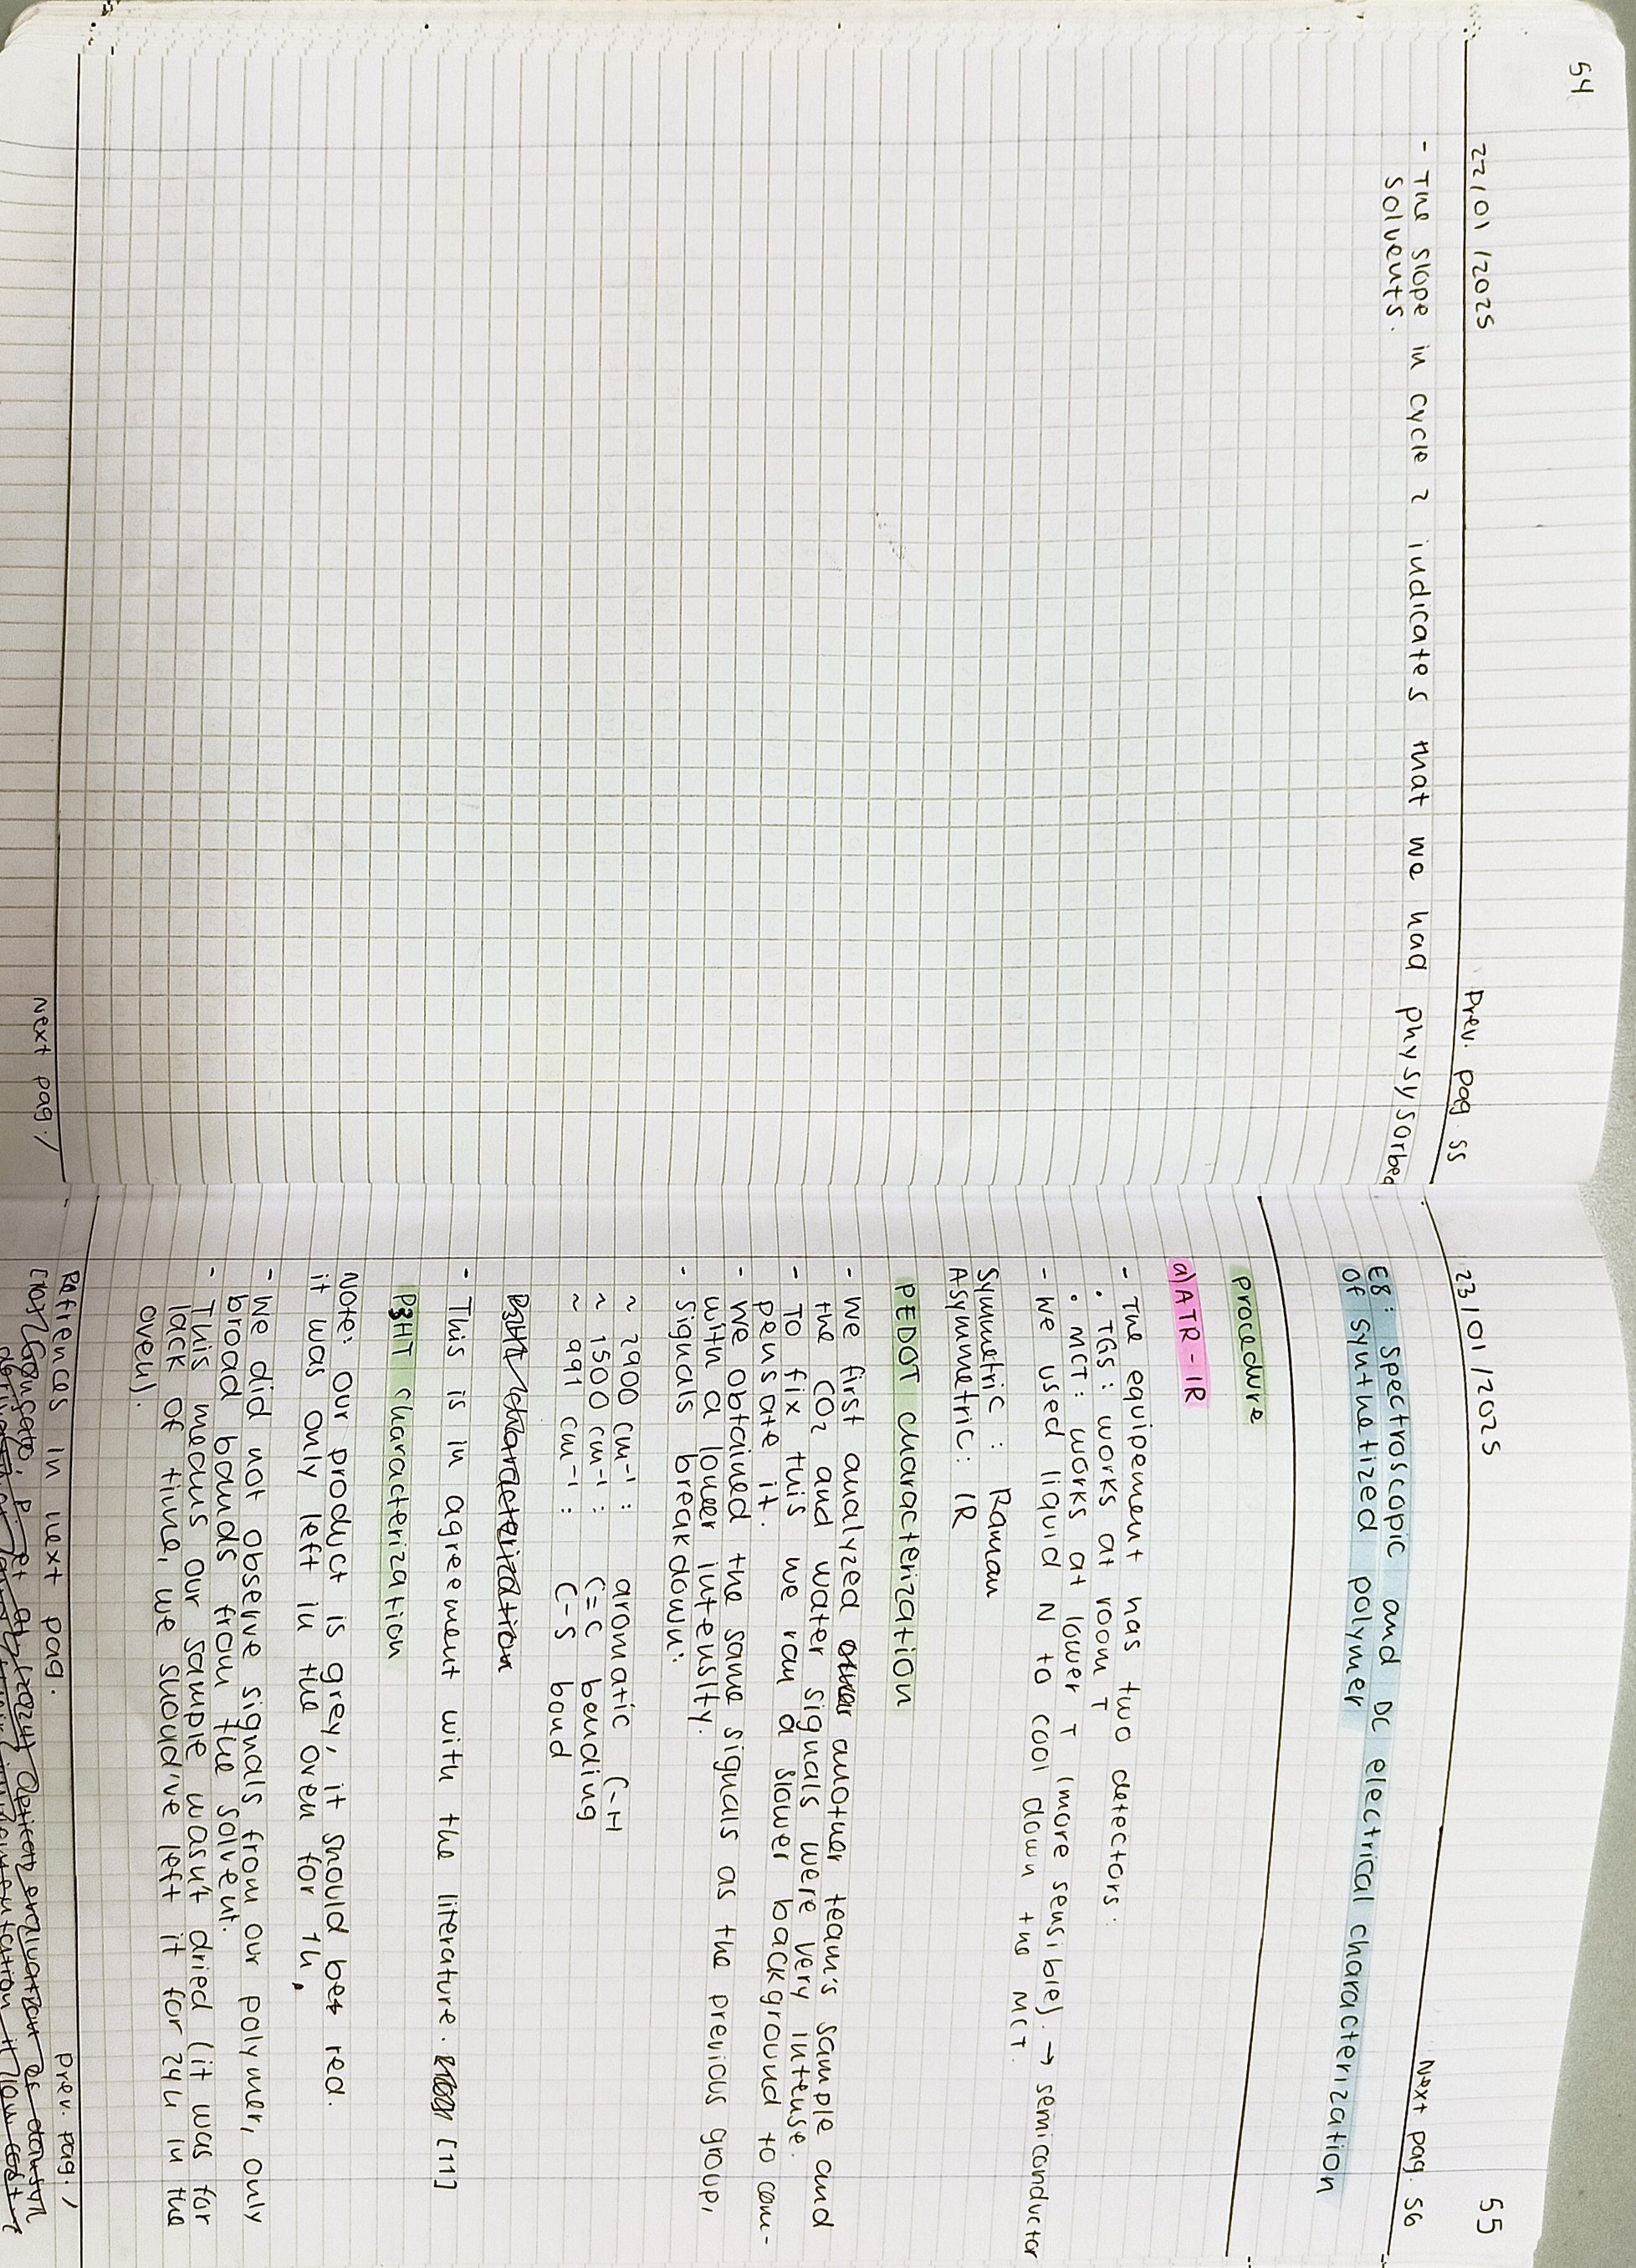 54
22/01/2025
Prev. pag. 55
- The slope in cycle 2 indicates that we had physysorbed
solvents.
Next pag. /
55
23/01/2025
Next pag. 56
E8: Spectroscopic and DC electrical characterization
of synthetized polymer
Procedure
a) ATR-IR
- The equipement has two detectors:
• TGS: works at room T
• MCT: works at lower T (more sensible). → semiconductor
- We used liquid N to cool down the MCT.
Symmetric: Raman
Asymmetric: IR
PEDOT characterization
- We first analyzed another team's sample and
the CO2 and water signals were very intense.
- To fix this we ran a slower background to com-
pensate it.
- We obtained the same signals as the previous group,
with a lower intensity.
- Signals breakdown:
~ 2900 cm-1: aromatic C-H
~ 1500 cm-1: C=C bending
~ 991 cm-1: C-S bond
P3HT characterization
- This is in agreement with the literature. [11]
P3HT characterization
Note: Our product is grey, it should be red.
it was only left in the oven for 1h.
- We did not observe signals from our polymer, only
broad bands from the solvent.
- This means our sample wasn't dried (it was for
lack of time, we should've left it for 24h in the
oven).
Refrences in next pag.
Prev. pag. /